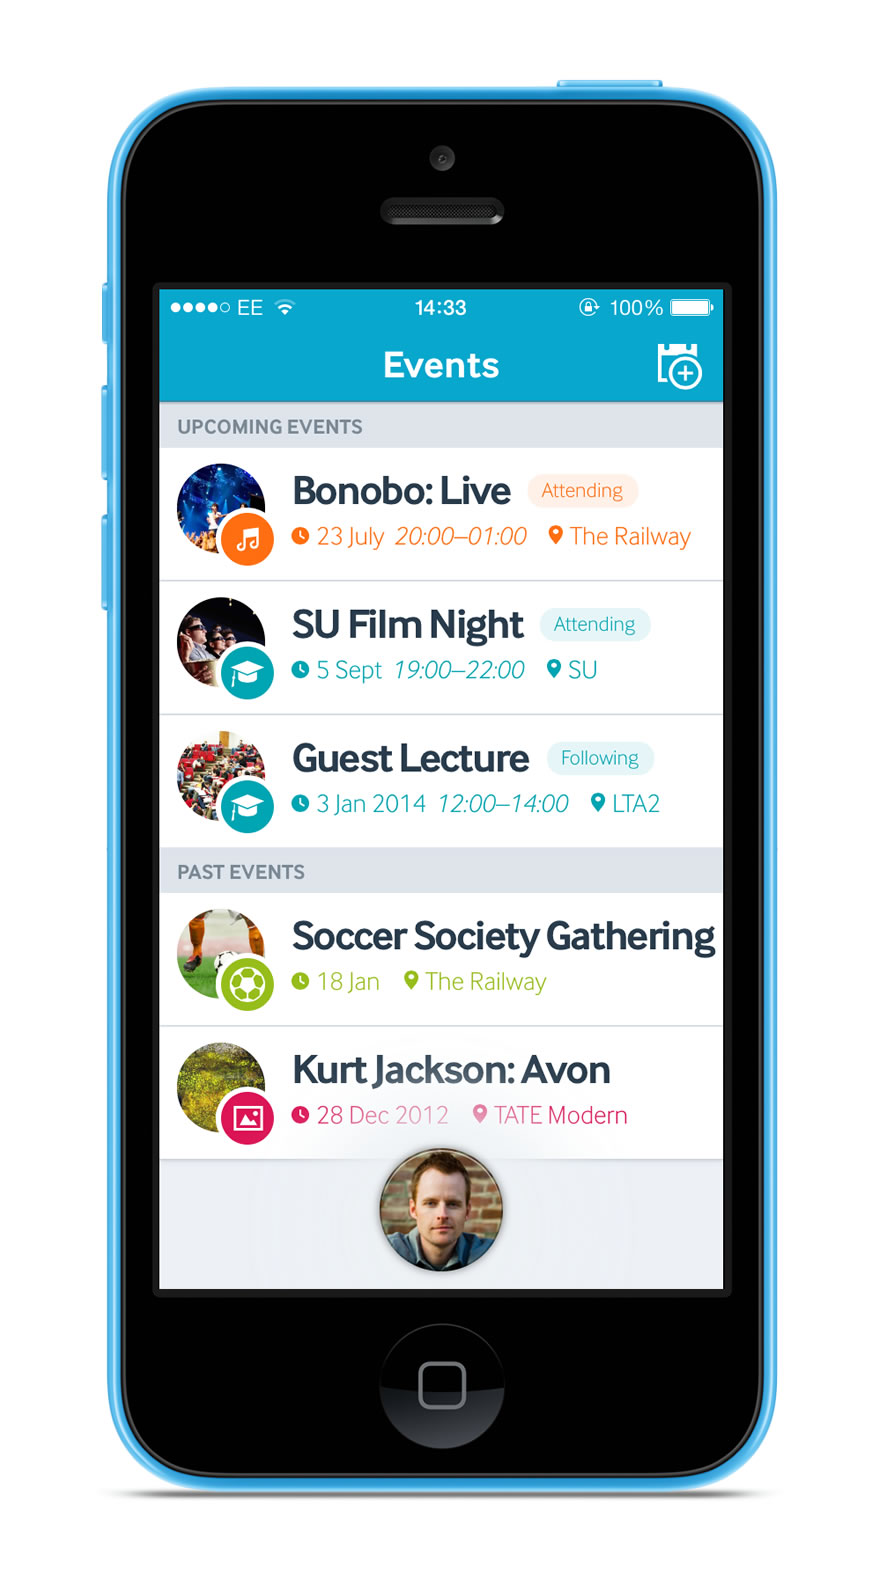 EE 14:33 100%
Events
UPCOMING EVENTS
Bonobo: Live Attending
23 July 20:00–01:00 The Railway
SU Film Night Attending
5 Sept 19:00–22:00 SU
Guest Lecture Following
3 Jan 2014 12:00–14:00 LTA2
PAST EVENTS
Soccer Society Gathering
18 Jan The Railway
Kurt Jackson: Avon
28 Dec 2012 TATE Modern